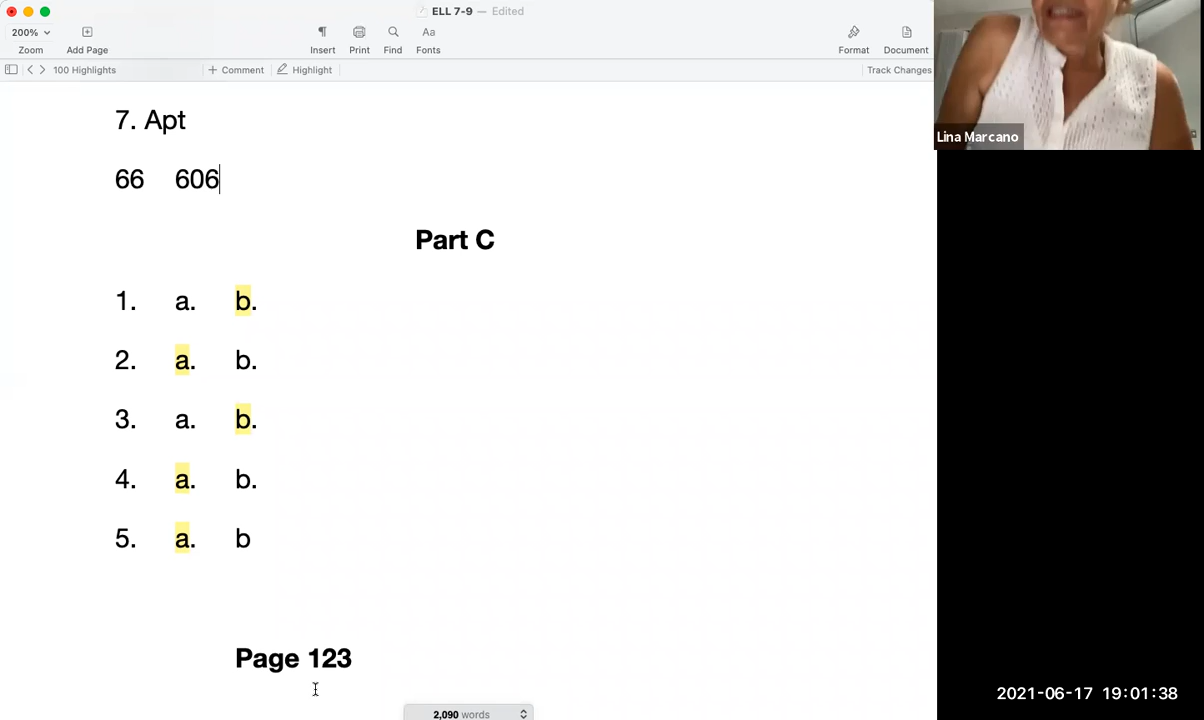 ELL 7-9 — Edited
200%
Zoom
Add Page
Insert
Print
Find
Aa
Fonts
Format
Document
100 Highlights
+ Comment
Highlight
Track Changes
7. Apt
66 606
Part C
1. a. b.
2. a. b.
3. a. b.
4. a. b.
5. a. b
Page 123
2,090 words
Lina Marcano
2021-06-17 19:01:38